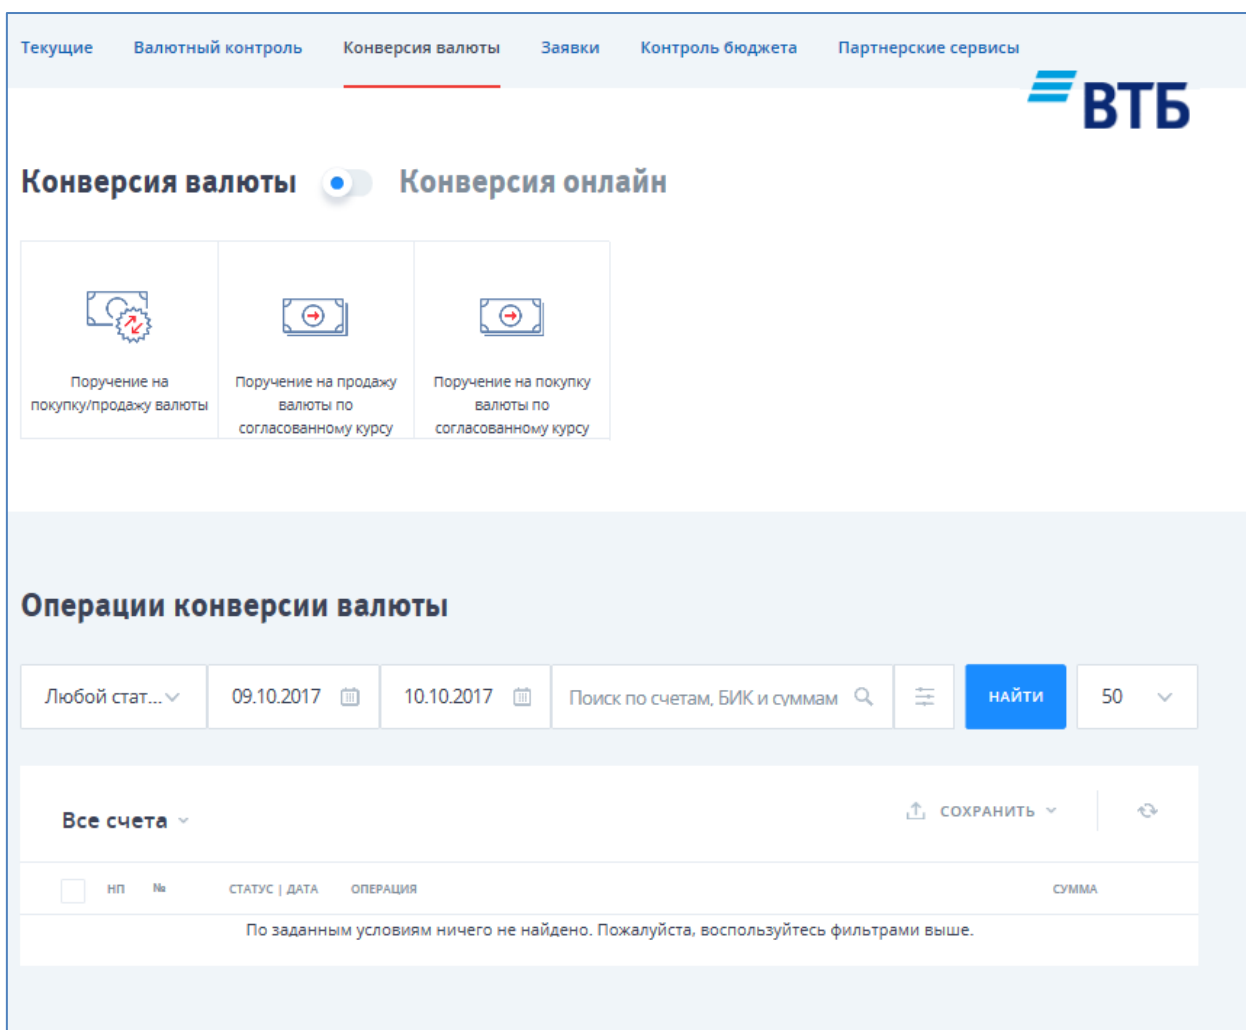 Текущие Валютный контроль Конверсия валюты Заявки Контроль бюджета Партнерские сервисы
ВТБ
Конверсия валюты Конверсия онлайн
Поручение на
покупку/продажу валюты
Поручение на продажу
валюты по
согласованному курсу
Поручение на покупку
валюты по
согласованному курсу
Операции конверсии валюты
Любой стат... 09.10.2017 10.10.2017 Поиск по счетам, БИК и суммам НАЙТИ 50
Все счета СОХРАНИТЬ
НП № СТАТУС | ДАТА ОПЕРАЦИЯ СУММА
По заданным условиям ничего не найдено. Пожалуйста, воспользуйтесь фильтрами выше.